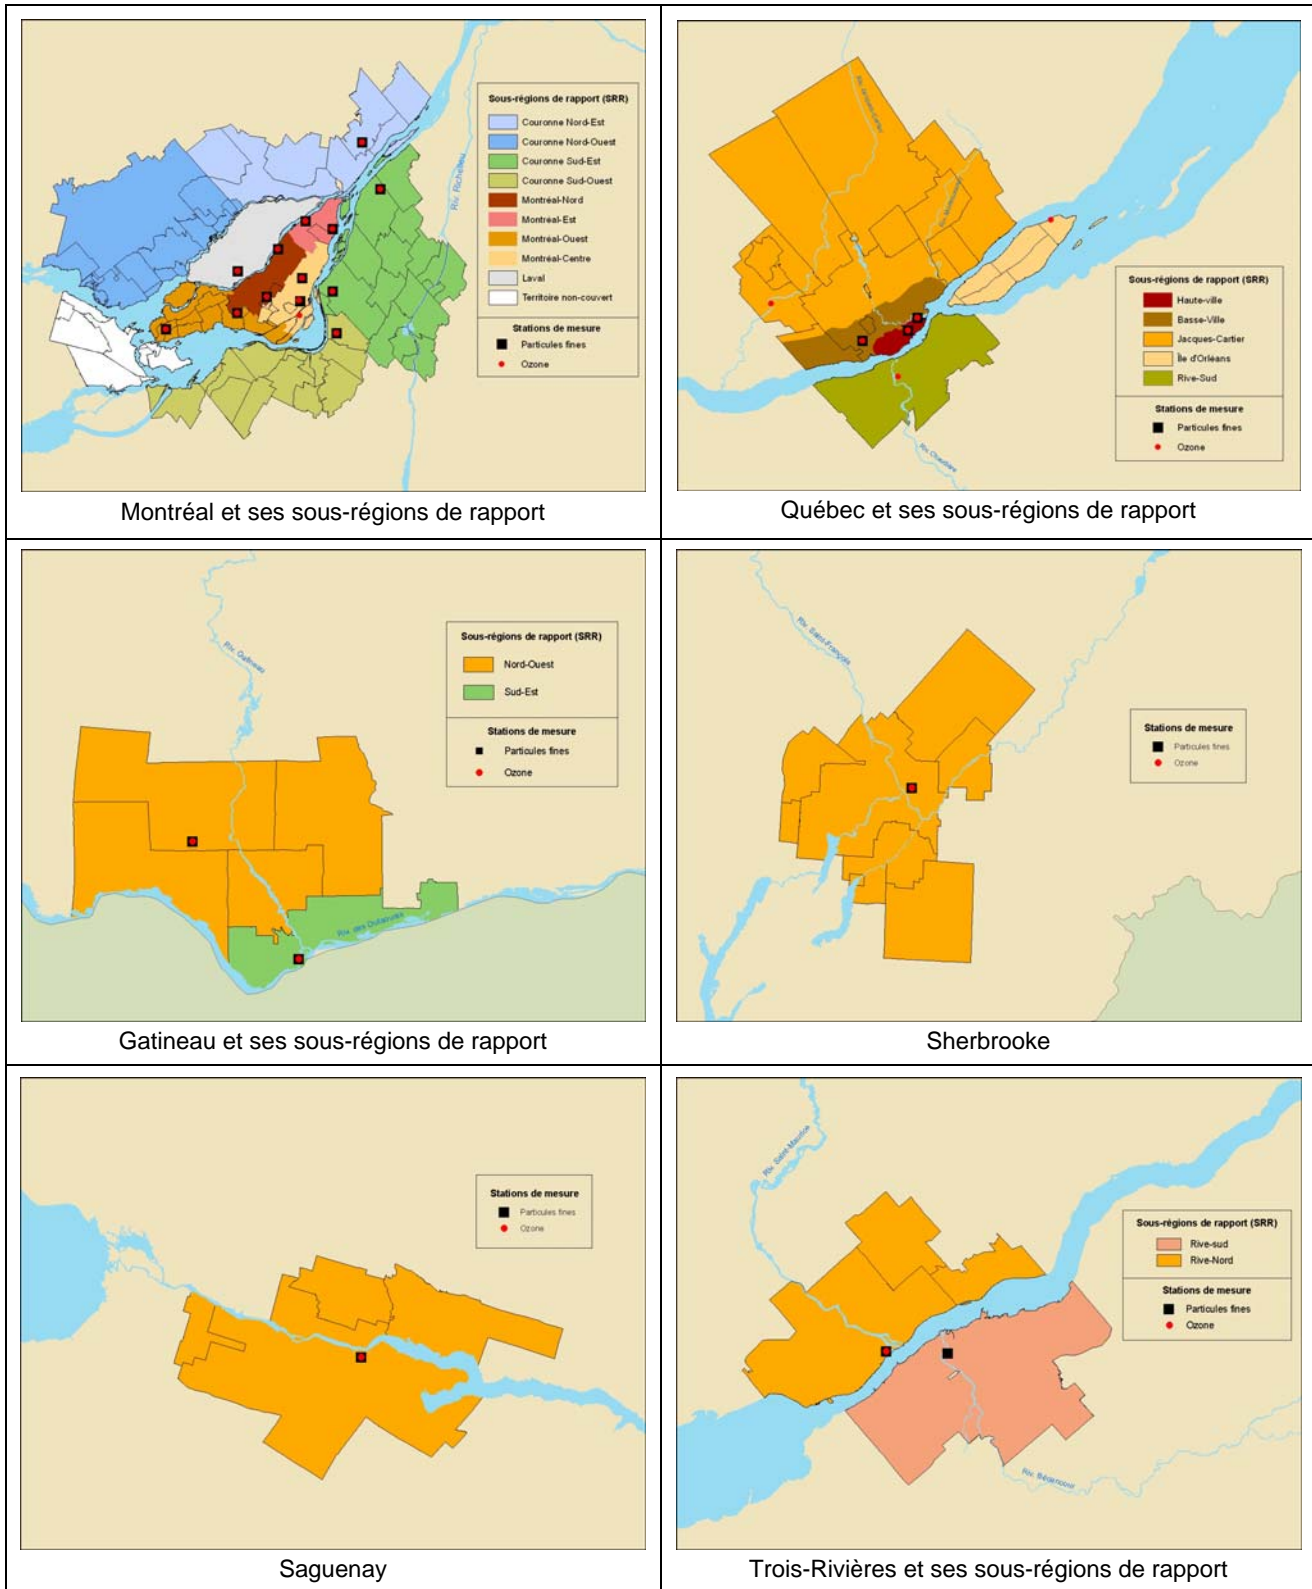 Sous-régions de rapport (SRR)
Couronne Nord-Est
Couronne Nord-Ouest
Couronne Sud-Est
Couronne Sud-Ouest
Montréal-Nord
Montréal-Est
Montréal-Ouest
Montréal-Centre
Laval
Territoire non-couvert
Stations de mesure
Particules fines
Ozone
Riv. Richelieu
Montréal et ses sous-régions de rapport
Riv. Jacques-Cartier
Riv. Montmorency
Riv. Chaudière
Sous-régions de rapport (SRR)
Haute-ville
Basse-Ville
Jacques-Cartier
Île d'Orléans
Rive-Sud
Stations de mesure
Particules fines
Ozone
Québec et ses sous-régions de rapport
Riv. Gatineau
Riv. des Outaouais
Sous-régions de rapport (SRR)
Nord-Ouest
Sud-Est
Stations de mesure
Particules fines
Ozone
Gatineau et ses sous-régions de rapport
Riv. Saint-François
Stations de mesure
Particules fines
Ozone
Sherbrooke
Stations de mesure
Particules fines
Ozone
Saguenay
Riv. Saint-Maurice
Riv. Bécancour
Sous-régions de rapport (SRR)
Rive-sud
Rive-Nord
Stations de mesure
Particules fines
Ozone
Trois-Rivières et ses sous-régions de rapport